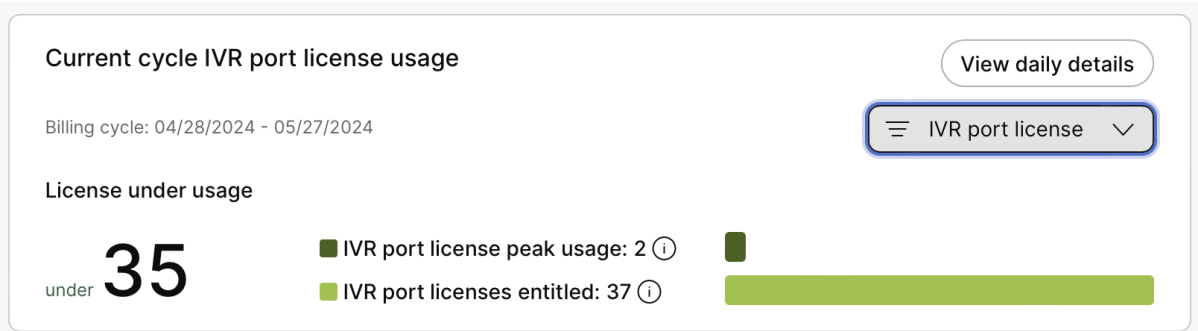 Current cycle IVR port license usage
View daily details
Billing cycle: 04/28/2024 - 05/27/2024
IVR port license
License under usage
under 35
IVR port license peak usage: 2
IVR port licenses entitled: 37